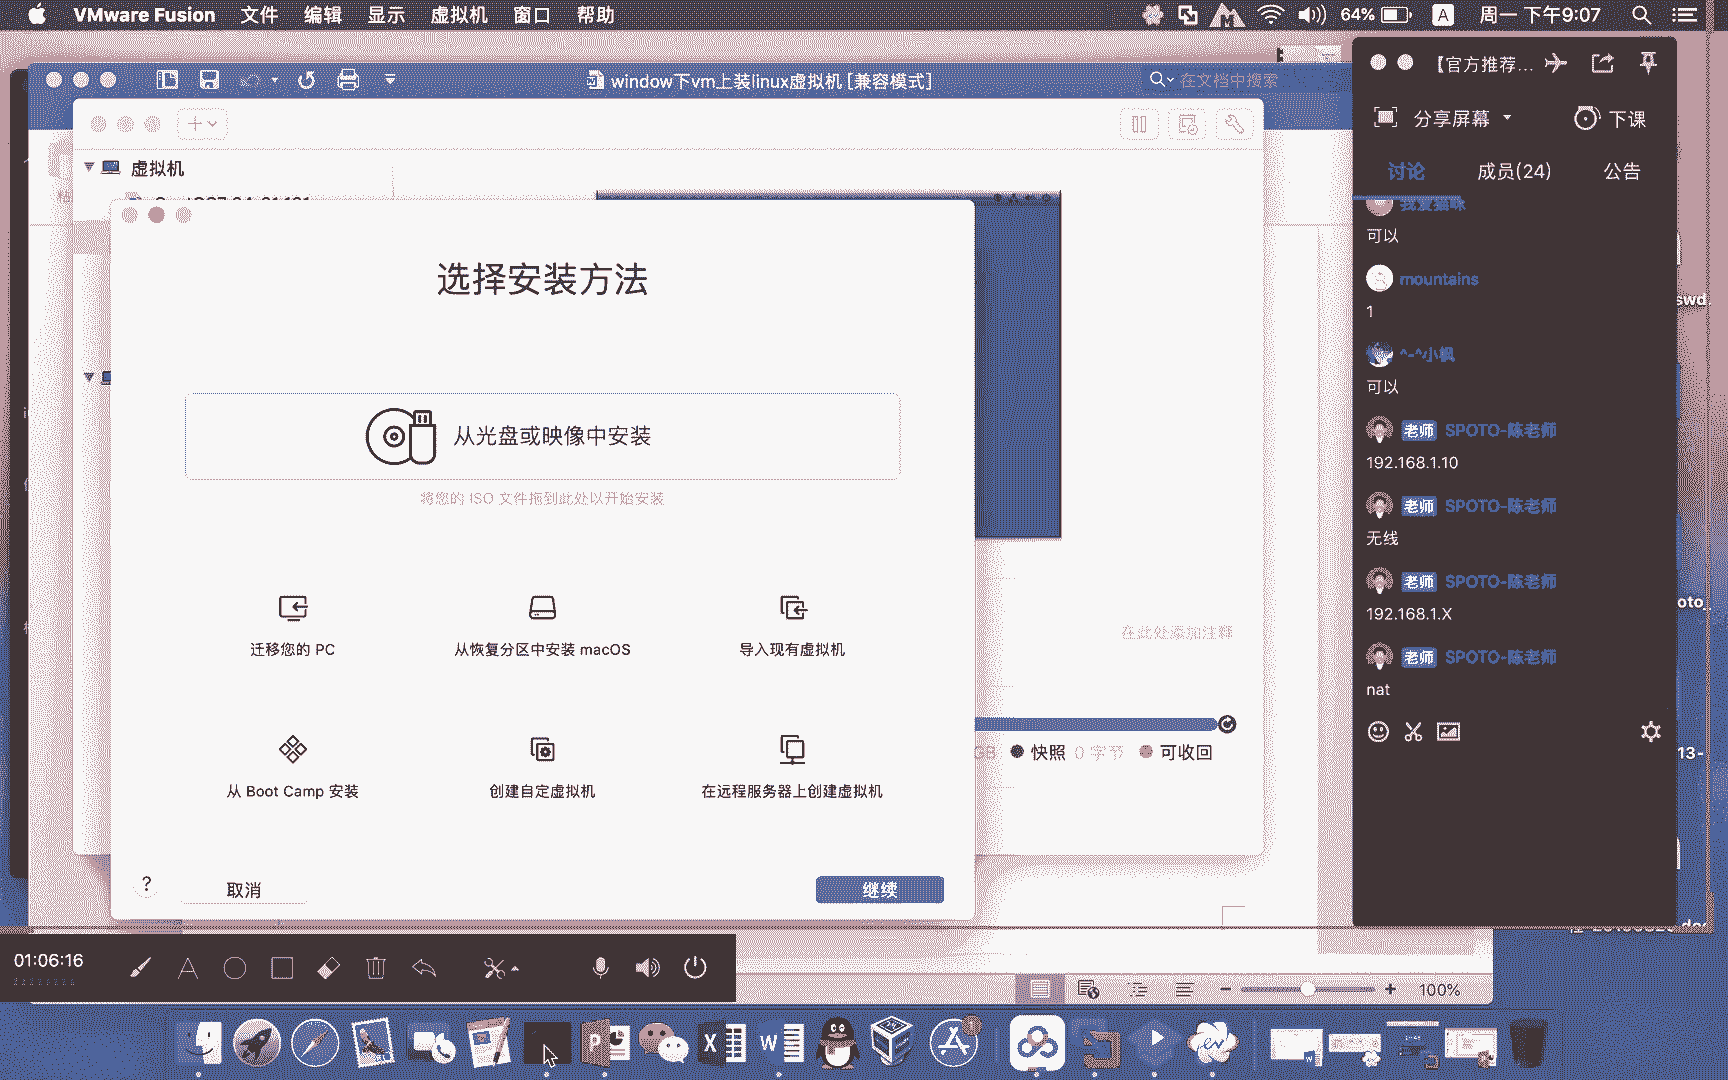 VMware Fusion 文件 编辑 显示 虚拟机 窗口 帮助 64% A 周一 下午9:07
window下vm上装linux虚拟机 [兼容模式]
在文档中搜索
虚拟机
选择安装方法
从光盘或映像中安装
将您的 ISO 文件拖到此处以开始安装
迁移您的 PC
从恢复分区中安装 macOS
导入现有虚拟机
从 Boot Camp 安装
创建自定虚拟机
在远程服务器上创建虚拟机
? 取消 继续
在此处添加注释
GB 快照 0 字节 可收回
【官方推荐...
分享屏幕 下课
讨论 成员(24) 公告
我爱猫咪
可以
mountains
1
^-^小枫
可以
老师 SPOTO-陈老师
192.168.1.10
老师 SPOTO-陈老师
无线
老师 SPOTO-陈老师
192.168.1.X
老师 SPOTO-陈老师
nat
swd
oto_
13-
01:06:16
100%